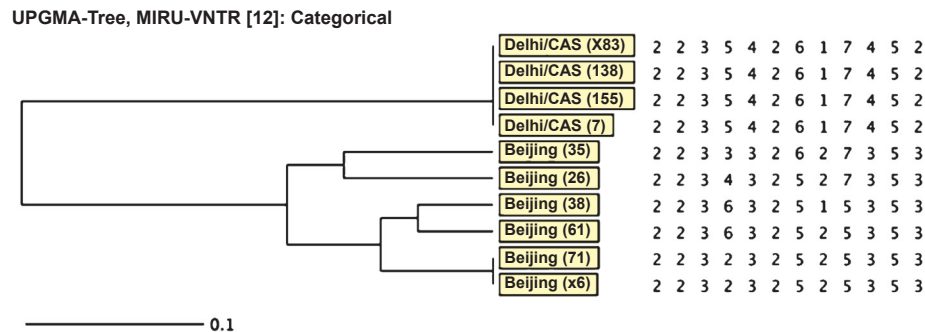 UPGMA-Tree, MIRU-VNTR [12]: Categorical
Delhi/CAS (X83) 2 2 3 5 4 2 6 1 7 4 5 2
Delhi/CAS (138) 2 2 3 5 4 2 6 1 7 4 5 2
Delhi/CAS (155) 2 2 3 5 4 2 6 1 7 4 5 2
Delhi/CAS (7) 2 2 3 5 4 2 6 1 7 4 5 2
Beijing (35) 2 2 3 3 3 2 6 2 7 3 5 3
Beijing (26) 2 2 3 4 3 2 5 2 7 3 5 3
Beijing (38) 2 2 3 6 3 2 5 1 5 3 5 3
Beijing (61) 2 2 3 6 3 2 5 2 5 3 5 3
Beijing (71) 2 2 3 2 3 2 5 2 5 3 5 3
Beijing (x6) 2 2 3 2 3 2 5 2 5 3 5 3
0.1